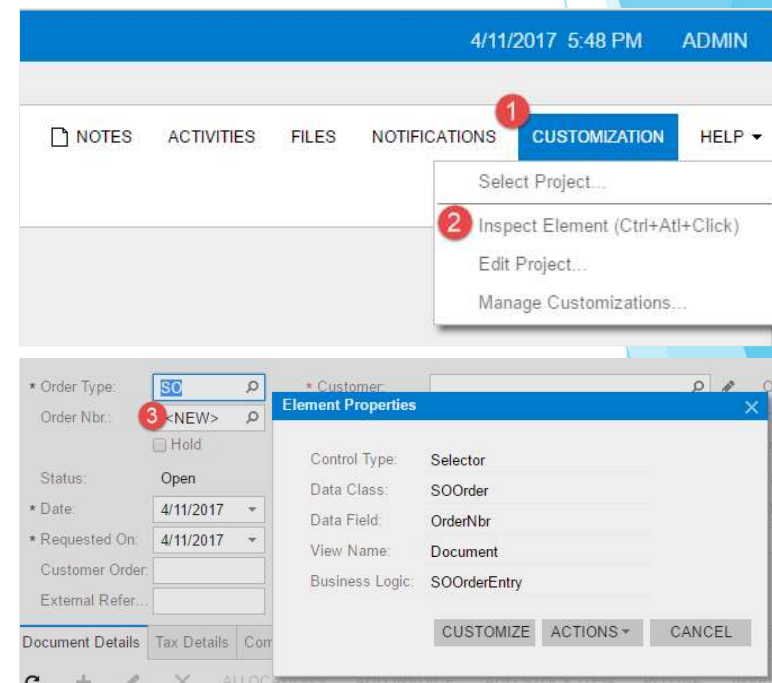 4/11/2017 5:48 PM ADMIN
1
NOTES ACTIVITIES FILES NOTIFICATIONS CUSTOMIZATION HELP
Select Project...
2 Inspect Element (Ctrl+Atl+Click)
Edit Project...
Manage Customizations...
* Order Type: SO * Customer:
Order Nbr.: 3 <NEW>
Hold
Status: Open
* Date: 4/11/2017
* Requested On: 4/11/2017
Customer Order:
External Refer...
Document Details Tax Details Com
Element Properties
Control Type: Selector
Data Class: SOOrder
Data Field: OrderNbr
View Name: Document
Business Logic: SOOrderEntry
CUSTOMIZE ACTIONS CANCEL